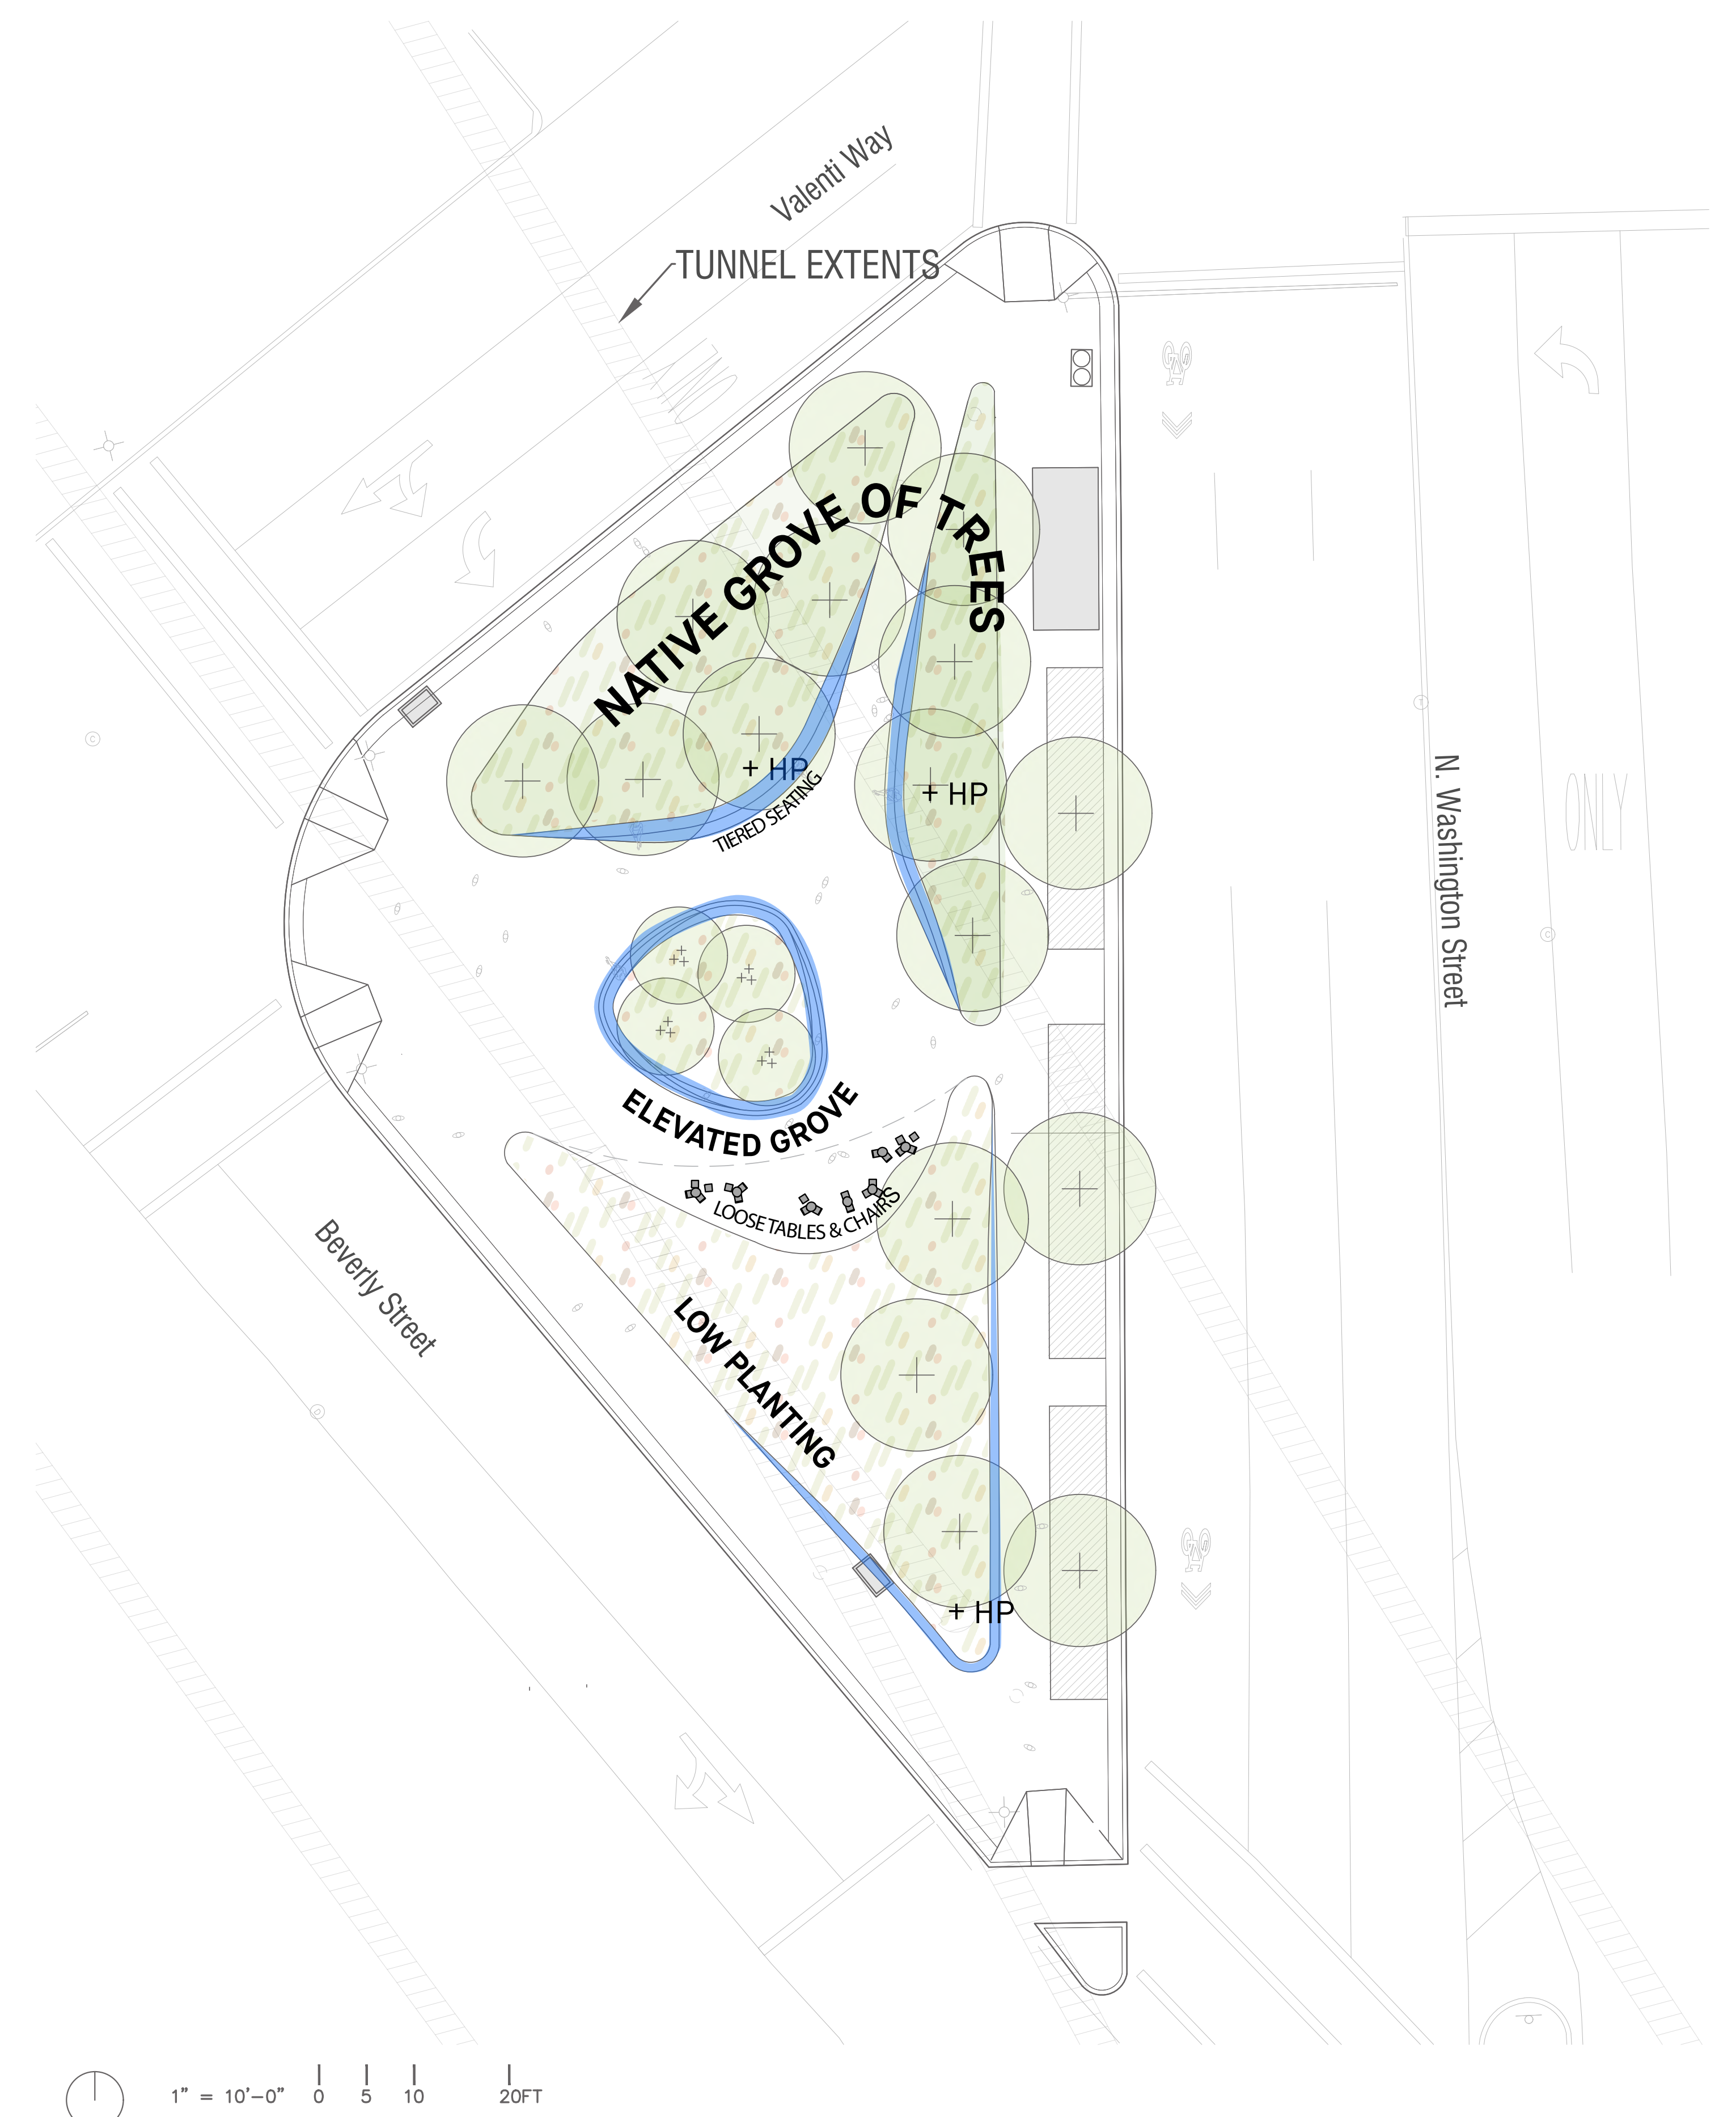 Valenti Way
TUNNEL EXTENTS
ONLY
NATIVE GROVE OF TREES
+ HP
TIERED SEATING
+ HP
N. Washington Street
ONLY
ELEVATED GROVE
LOOSE TABLES & CHAIRS
Beverly Street
LOW PLANTING
+ HP
1" = 10'-0" 0 5 10 20FT